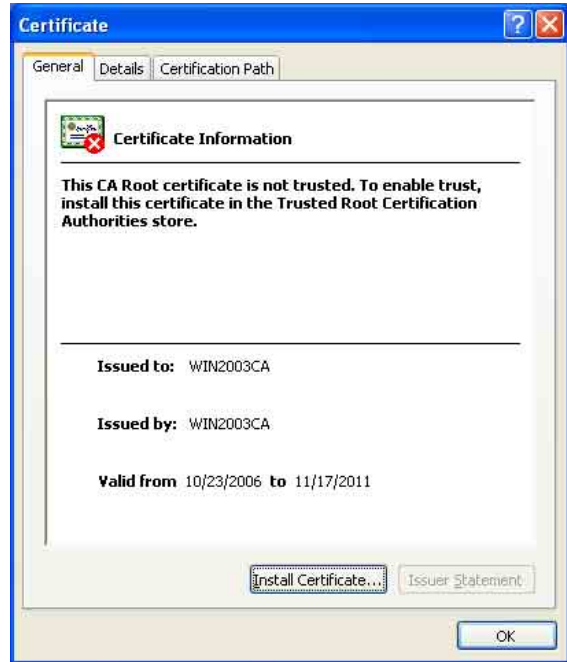 Certificate
General Details Certification Path
Certificate Information
This CA Root certificate is not trusted. To enable trust,
install this certificate in the Trusted Root Certification
Authorities store.
Issued to: WIN2003CA
Issued by: WIN2003CA
Valid from 10/23/2006 to 11/17/2011
Install Certificate... Issuer Statement
OK